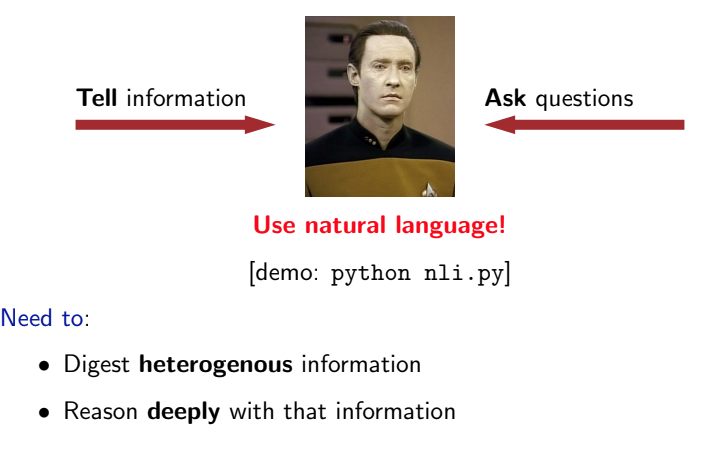 Tell information
Ask questions
Use natural language!
[demo: python nli.py]
Need to:
• Digest heterogenous information
• Reason deeply with that information